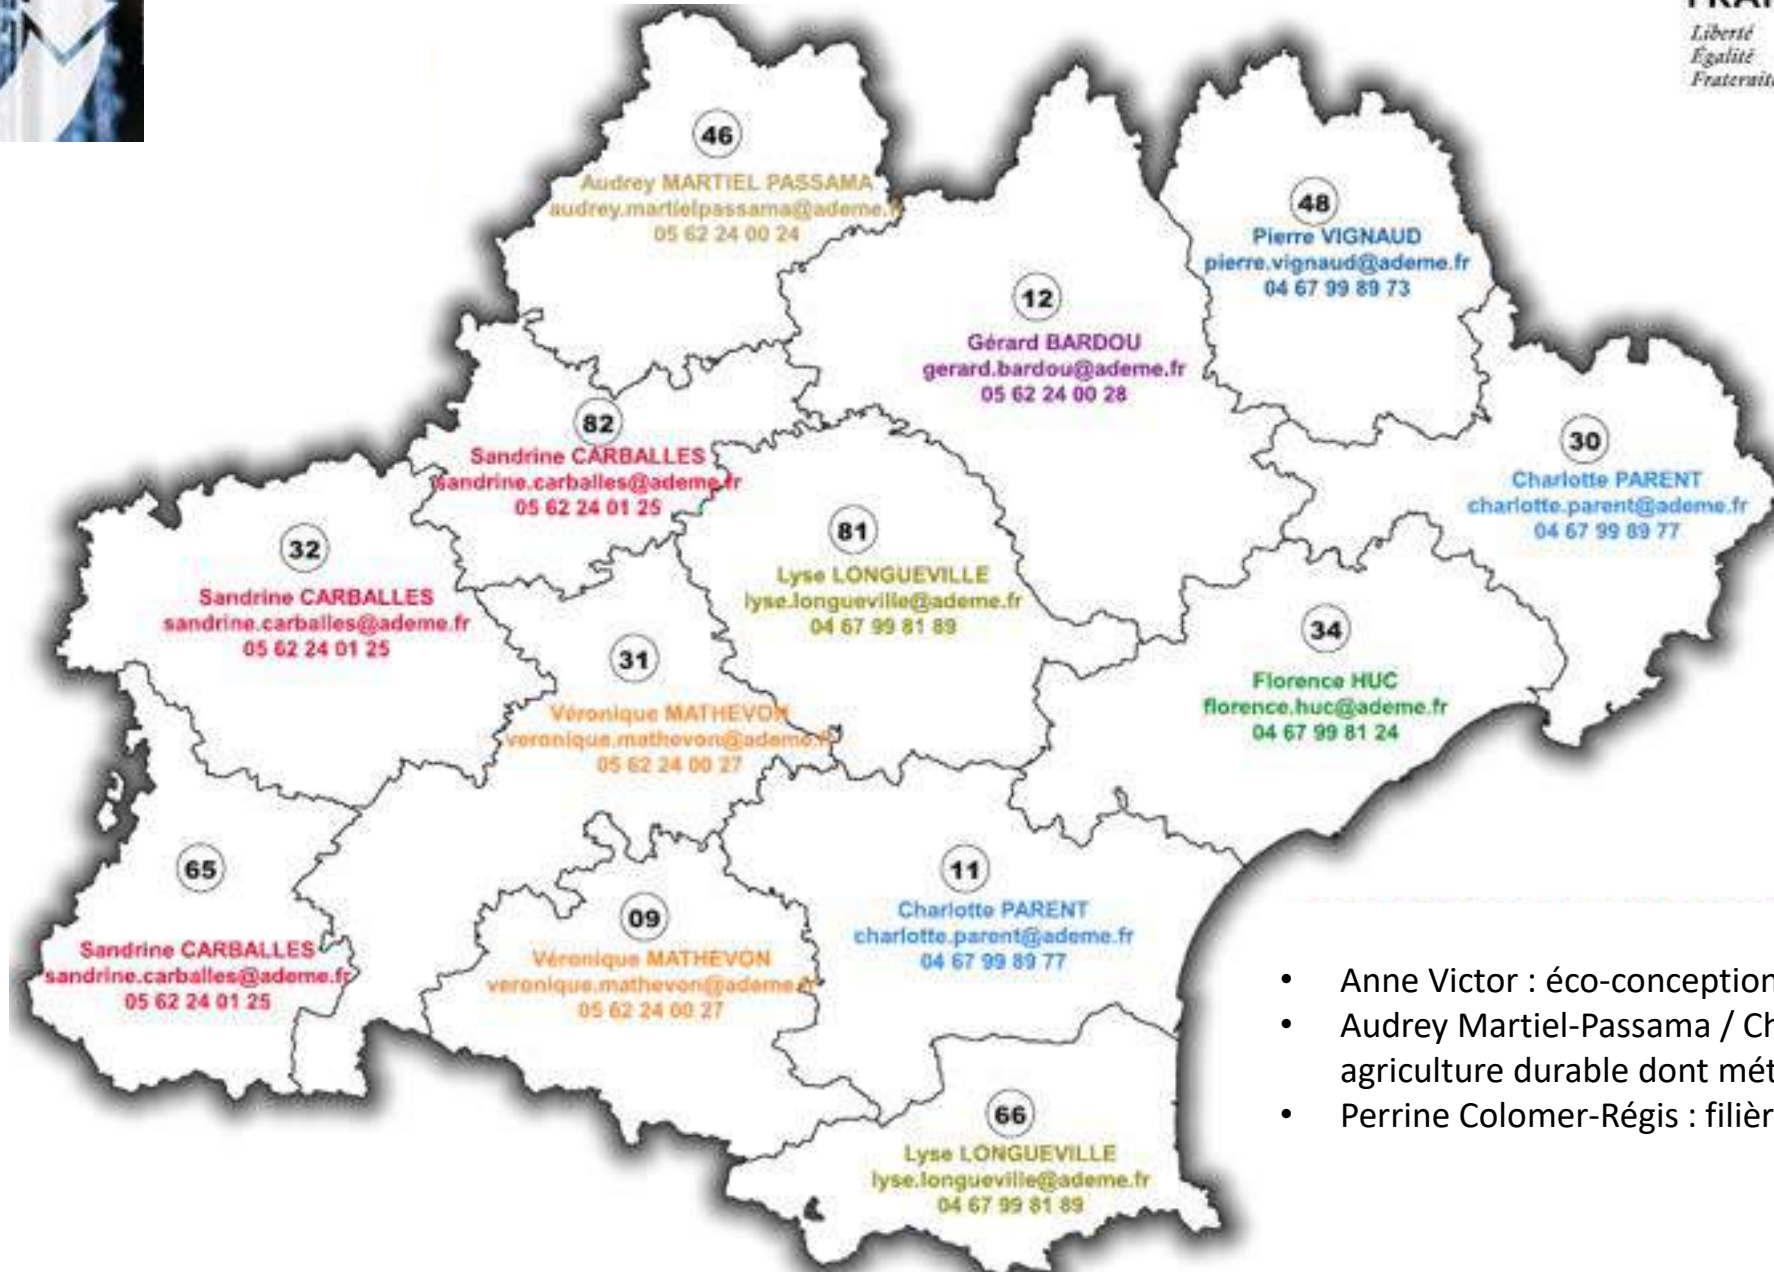 Liberté
Égalité
46
Audrey MARTIEL PASSAMA
audrey.martielpassama@ademe.
05 62 24 00 24
48
Pierre VIGNAUD
pierre.vignaud@ademe.fr
04 67 99 89 73
12
Gérard BARDOU
gerard.bardou@ademe.fr
05 62 24 00 28
82
Sandrine CARBALLES
sandrine.carballes@ademe.fr
05 62 24 01 25
30
Charlotte PARENT
charlotte.parent@ademe.fr
04 67 99 89 77
32
Sandrine CARBALLES
sandrine.carballes@ademe.fr
05 62 24 01 25
81
Lyse LONGUEVILLE
lyse.longueville@ademe.fr
04 67 99 81 89
31
Véronique MATHEVON
veronique.mathevon@ademe.fr
05 62 24 00 27
34
Florence HUC
florence.huc@ademe.fr
04 67 99 81 24
65
Sandrine CARBALLES
sandrine.carballes@ademe.fr
05 62 24 01 25
09
Véronique MATHEVON
veronique.mathevon@ademe.fr
05 62 24 00 27
11
Charlotte PARENT
charlotte.parent@ademe.fr
04 67 99 89 77
66
Lyse LONGUEVILLE
lyse.longueville@ademe.fr
04 67 99 81 89
• Anne Victor : éco-conception
• Audrey Martiel-Passama / Ch
agriculture durable dont mét
• Perrine Colomer-Régis : filièr